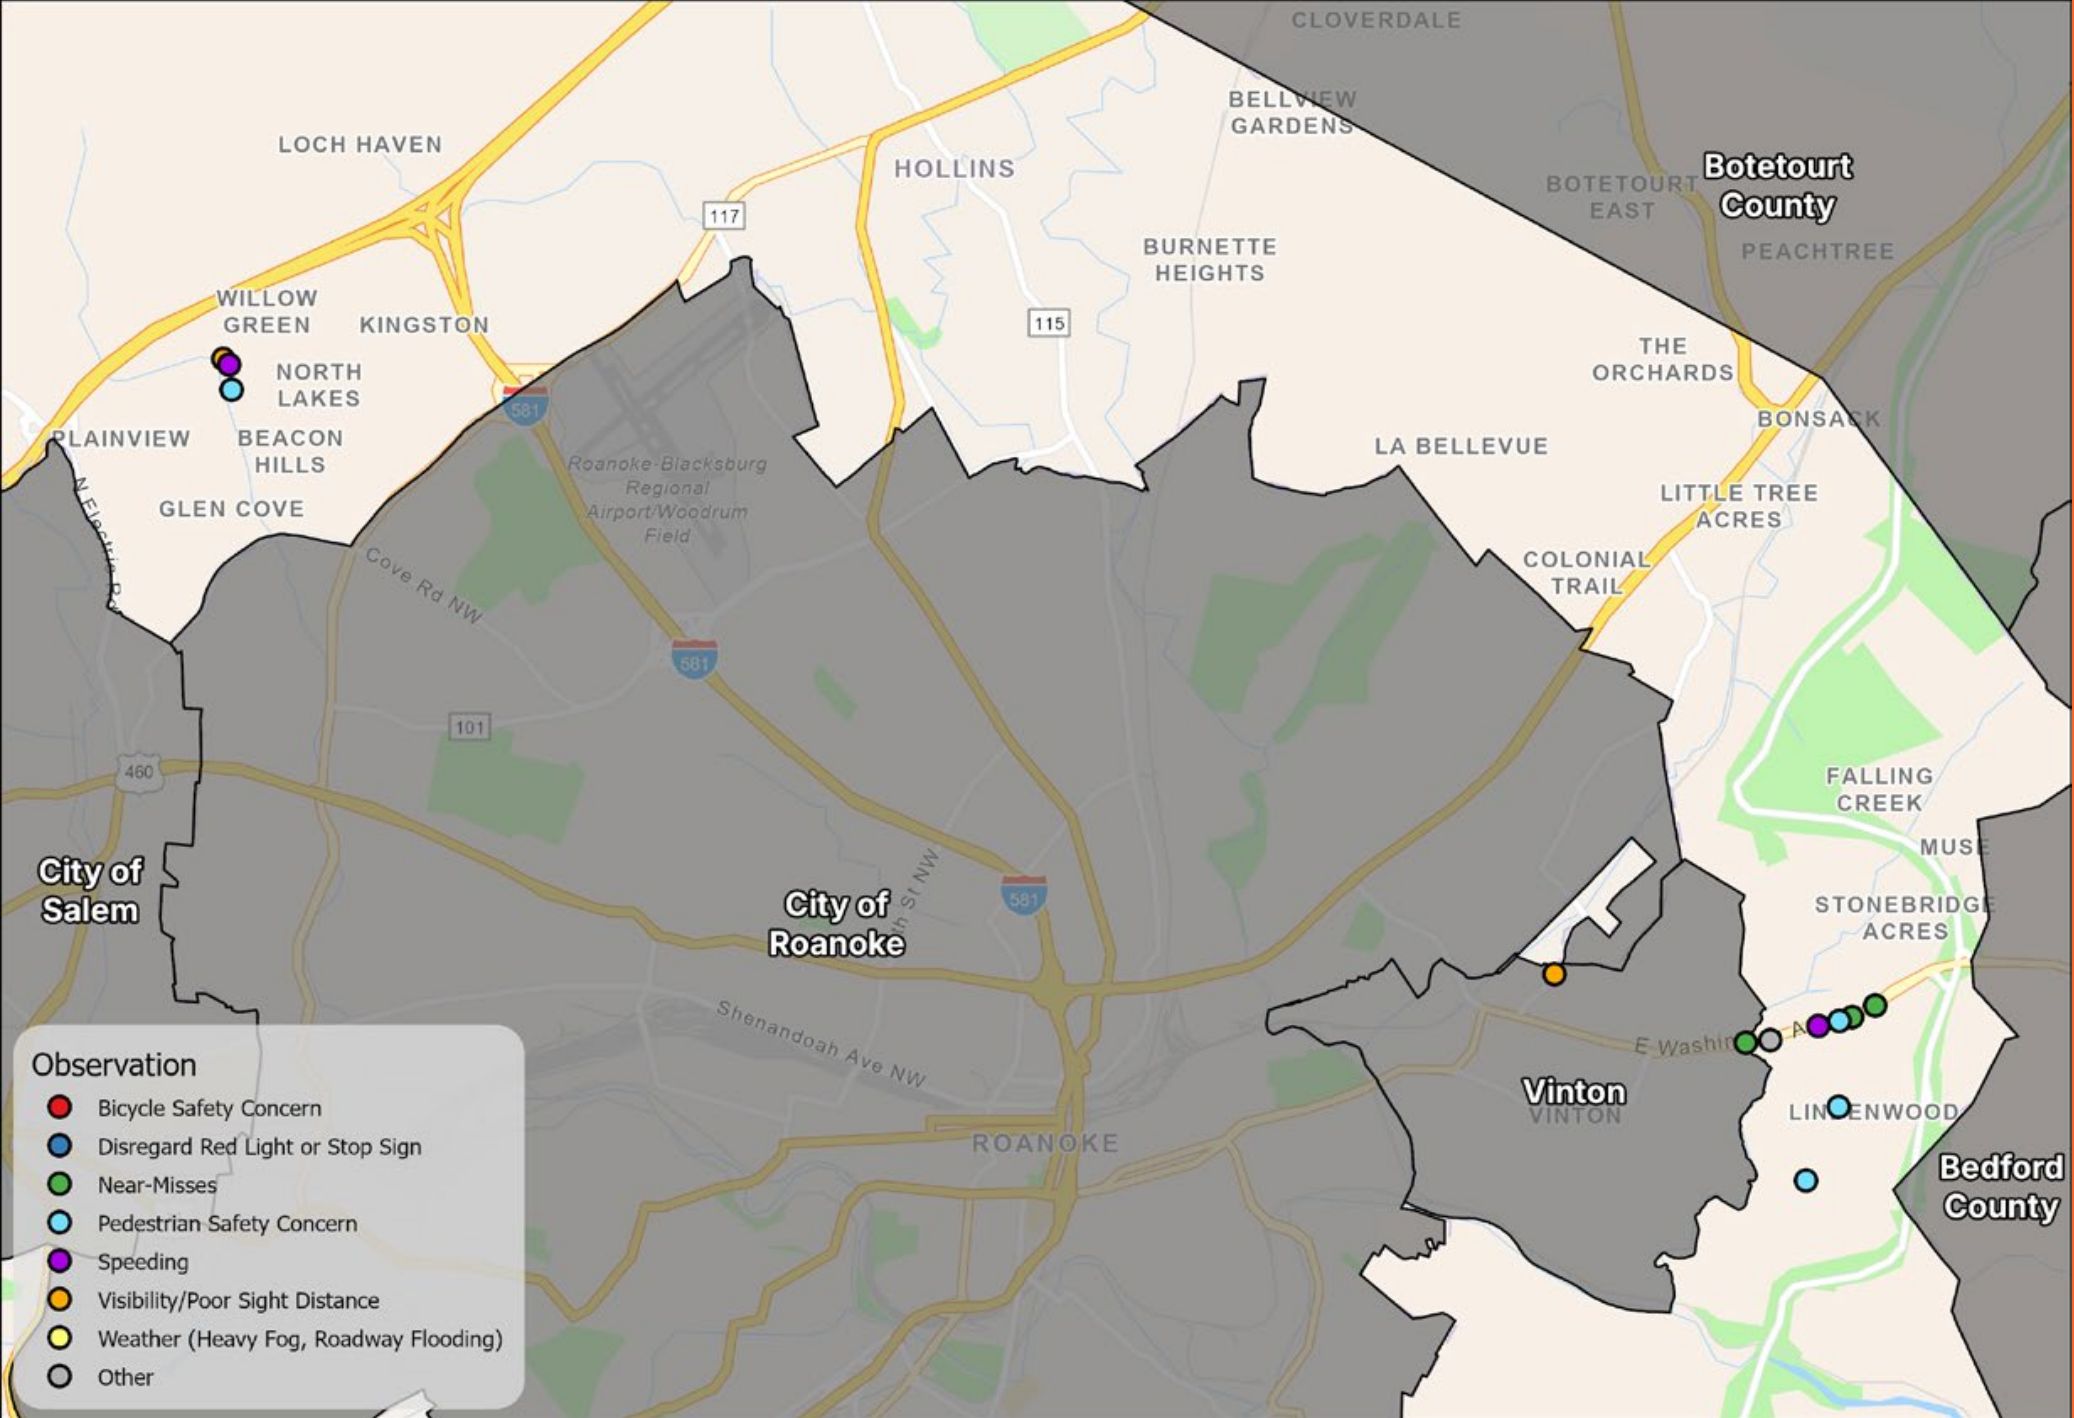 CLOVERDALE
BELLVIEW
GARDENS
LOCH HAVEN
HOLLINS
Botetourt
County
BOTETOURT
EAST
117
PEACHTREE
BURNETTE
HEIGHTS
WILLOW
GREEN
KINGSTON
115
THE
ORCHARDS
NORTH
LAKES
581
BONSACK
PLAINVIEW
BEACON
HILLS
LA BELLEVUE
Roanoke-Blacksburg
Regional
Airport/Woodrum
Field
LITTLE TREE
ACRES
GLEN COVE
N Electric Rd
Cove Rd NW
COLONIAL
TRAIL
581
101
460
FALLING
CREEK
MUSE
City of
Salem
City of
Roanoke
th St NW
581
STONEBRIDGE
ACRES
Shenandoah Ave NW
E Washin
A
Vinton
VINTON
LINDENWOOD
ROANOKE
Bedford
County
Observation
Bicycle Safety Concern
Disregard Red Light or Stop Sign
Near-Misses
Pedestrian Safety Concern
Speeding
Visibility/Poor Sight Distance
Weather (Heavy Fog, Roadway Flooding)
Other